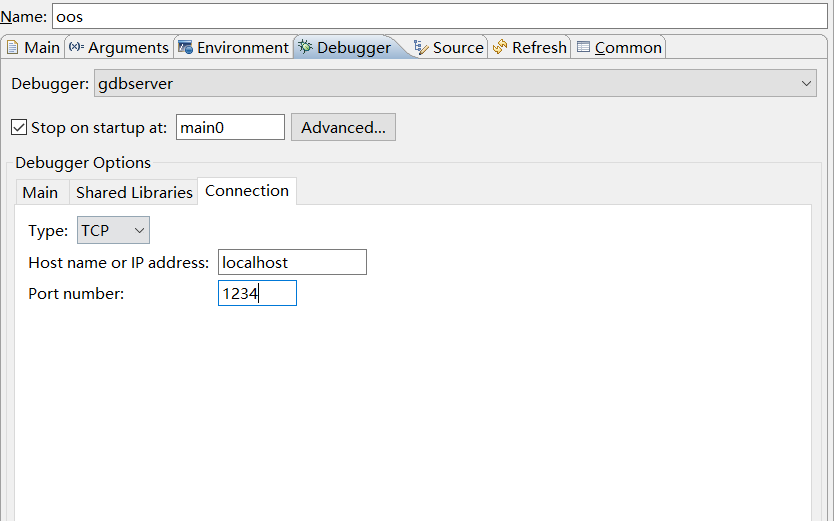 Name: oos
Main Arguments Environment Debugger Source Refresh Common
Debugger: gdbserver
Stop on startup at: main0 Advanced...
Debugger Options
Main Shared Libraries Connection
Type: TCP
Host name or IP address: localhost
Port number: 1234